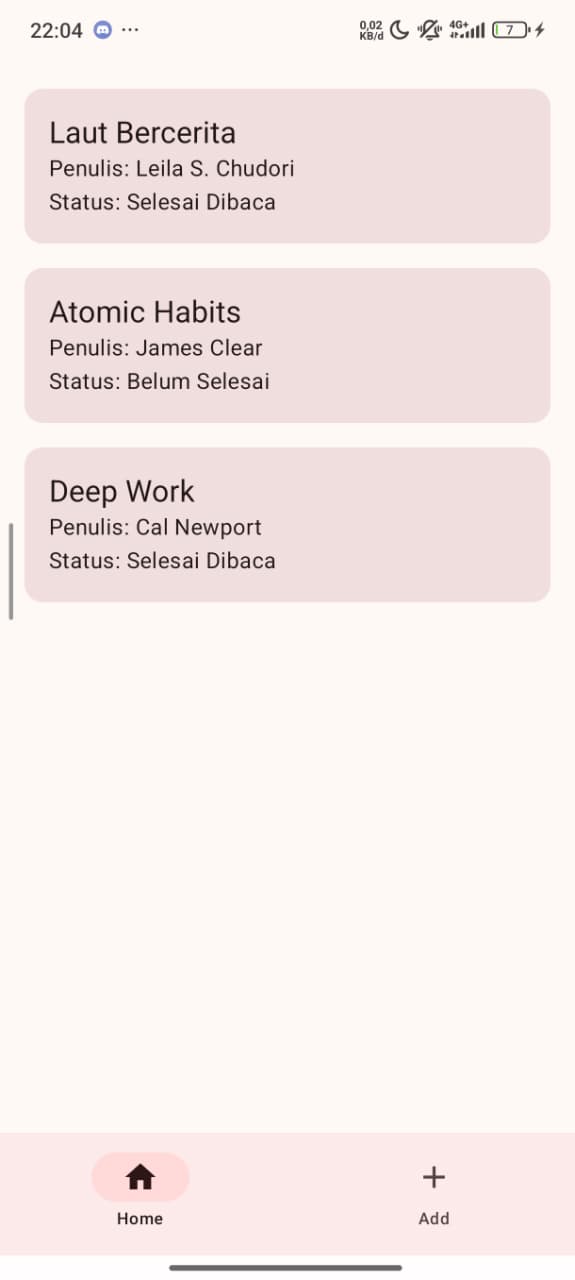 22:04
0,02
KB/d
4G+
7
Laut Bercerita
Penulis: Leila S. Chudori
Status: Selesai Dibaca
Atomic Habits
Penulis: James Clear
Status: Belum Selesai
Deep Work
Penulis: Cal Newport
Status: Selesai Dibaca
Home
Add